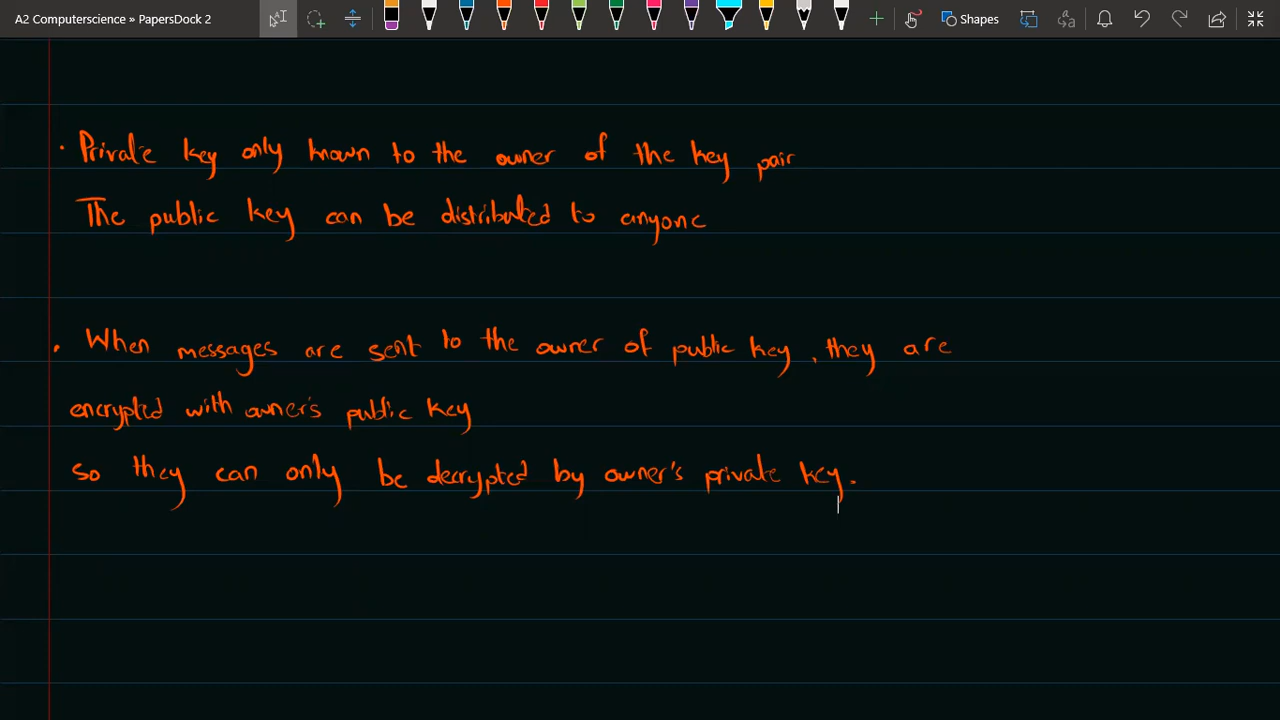 A2 Computerscience » PapersDock 2
Shapes
• Private key only known to the owner of the key pair
The public key can be distributed to anyone
• When messages are sent to the owner of public key, they are
encrypted with owner's public key
so they can only be decrypted by owner's private key.